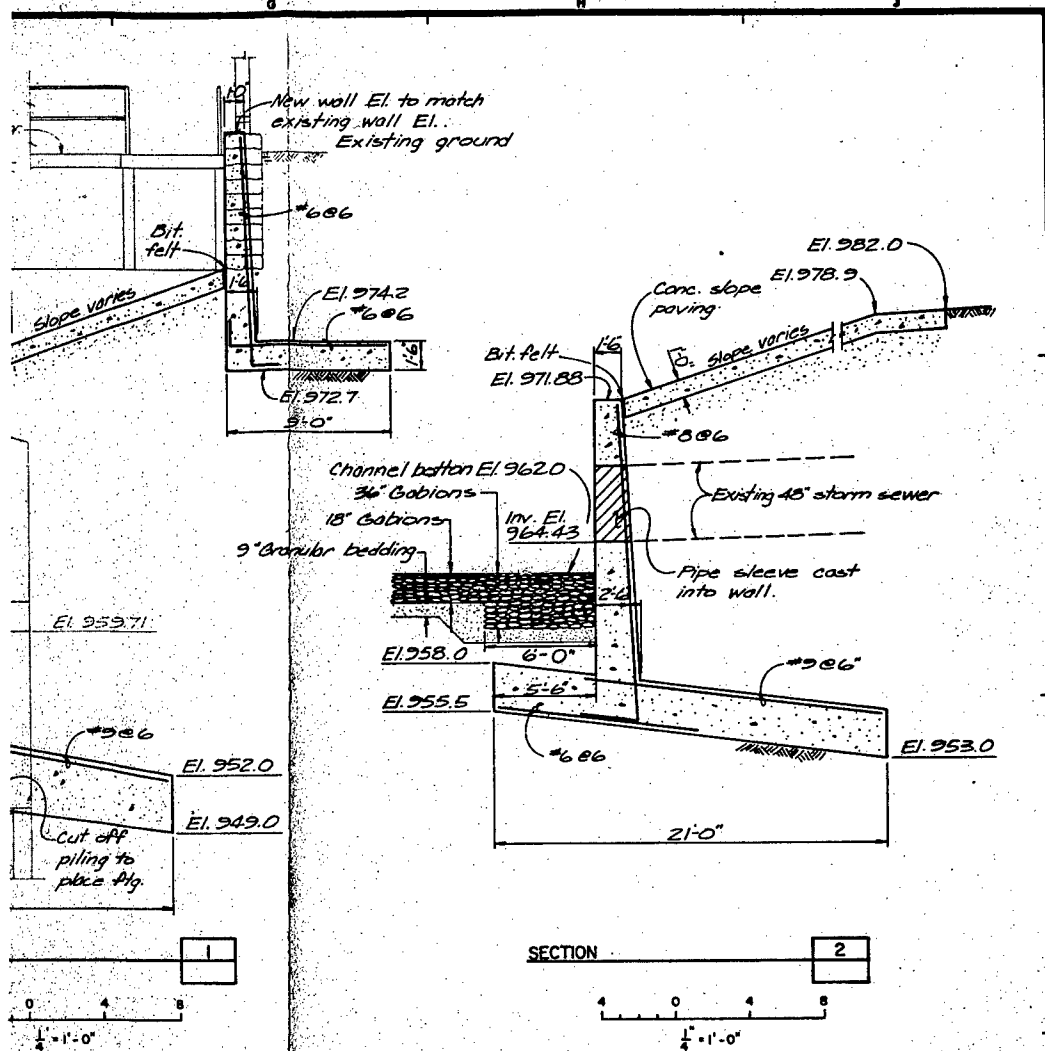 G H J
1'-0"
New wall El. to match
existing wall El.
Existing ground
#6@6
Bit.
felt
1'-6
Slope varies
El. 974.2
#6@6
1'-6"
El. 972.7
9'-0"
El. 982.0
El. 978.9
Conc. slope
paving
Slope varies
1'-6"
Bit. felt
El. 971.88
#8@6
Channel bottom El. 962.0
36" Gabions
18" Gabions
9" Granular bedding
Inv. El.
964.43
Existing 48" storm sewer
Pipe sleeve cast
into wall.
2'-6
El. 959.71
El. 958.0
6'-0"
5'-6"
El. 955.5
#9@6"
#6@6
El. 953.0
21'-0"
#9@6
El. 952.0
El. 949.0
Cut off
piling to
place ftg.
1
SECTION 2
0 4 8
1/4" = 1'-0"
4 0 4 8
1/4" = 1'-0"